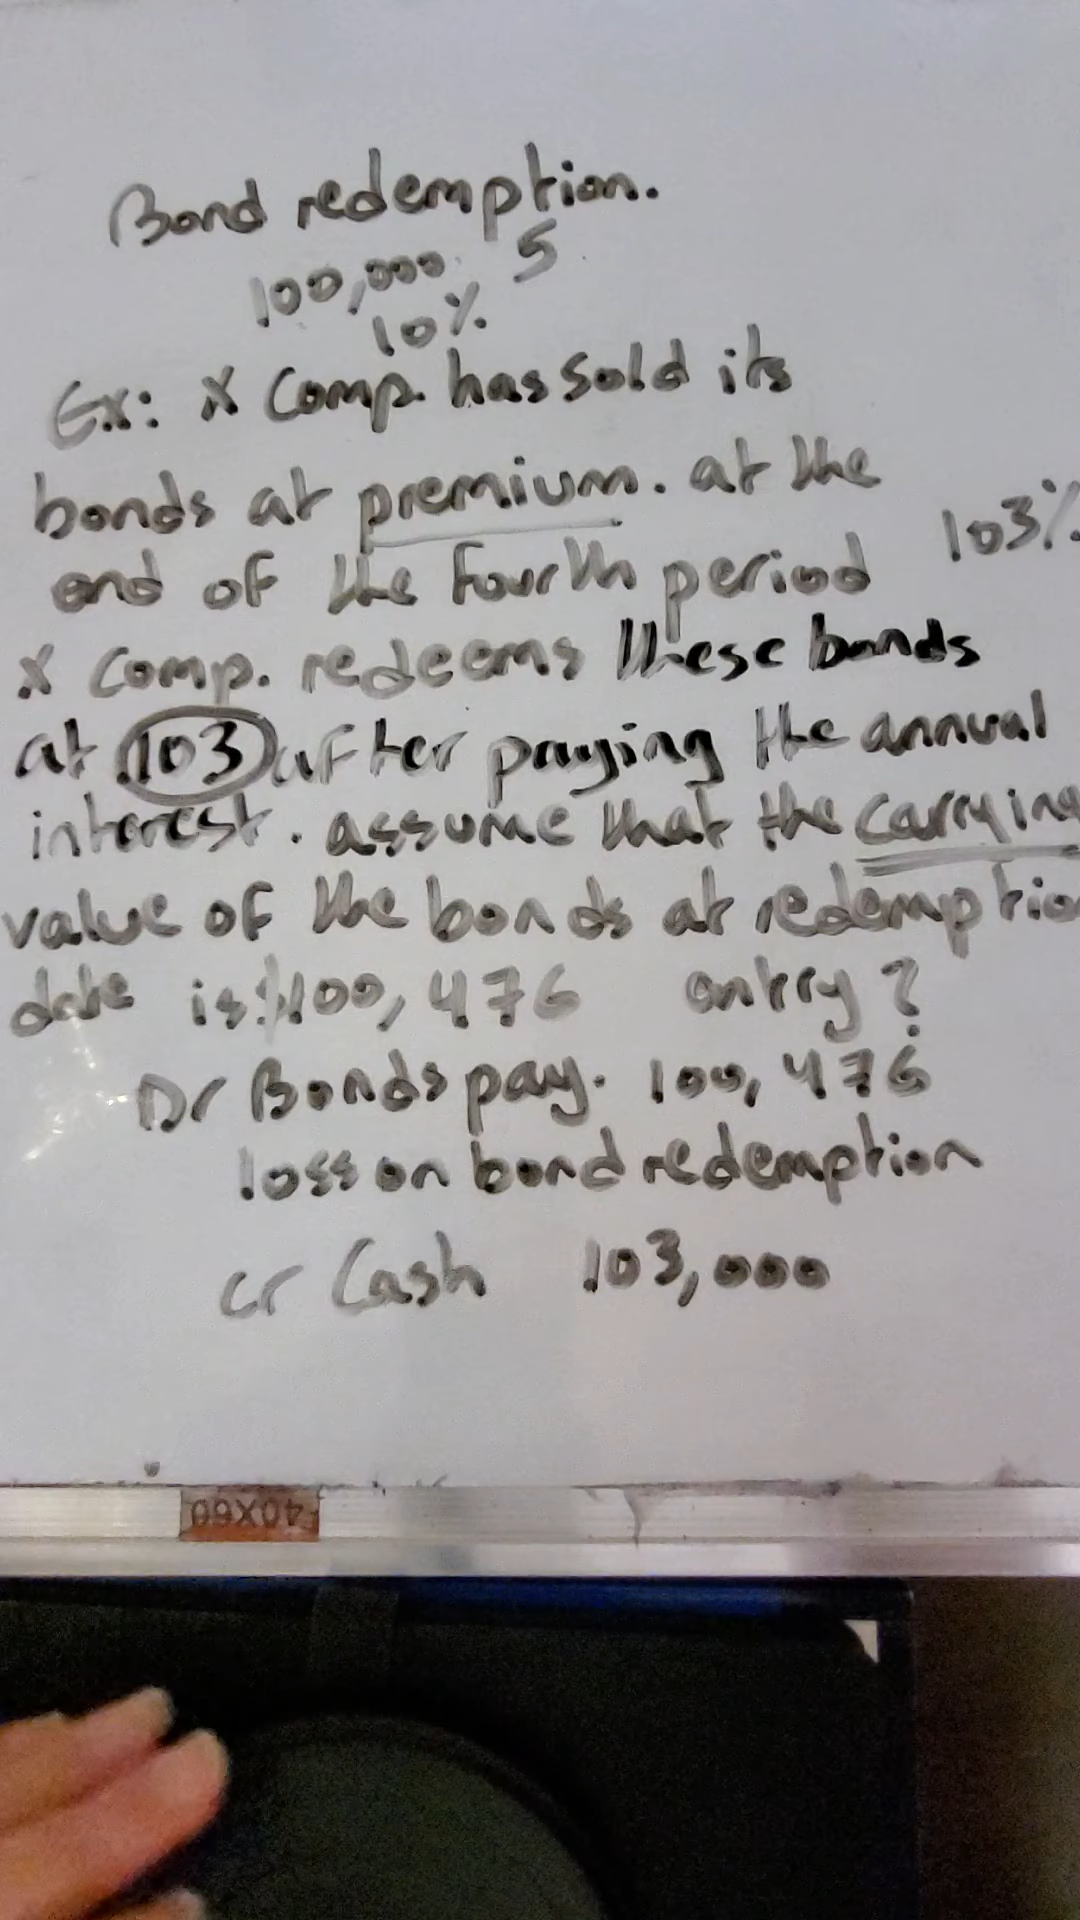 Bond redemption.
100,000 5
10%
Ex: X Comp. has sold its
bonds at premium. at the
end of the fourth period 103%
X Comp. redeems these bonds
at 103 after paying the annual
interest. assume that the carrying
value of the bonds at redemptio
date is $100,476 entry?
Dr Bonds pay. 100,476
loss on bond redemption
cr Cash 103,000
40X60